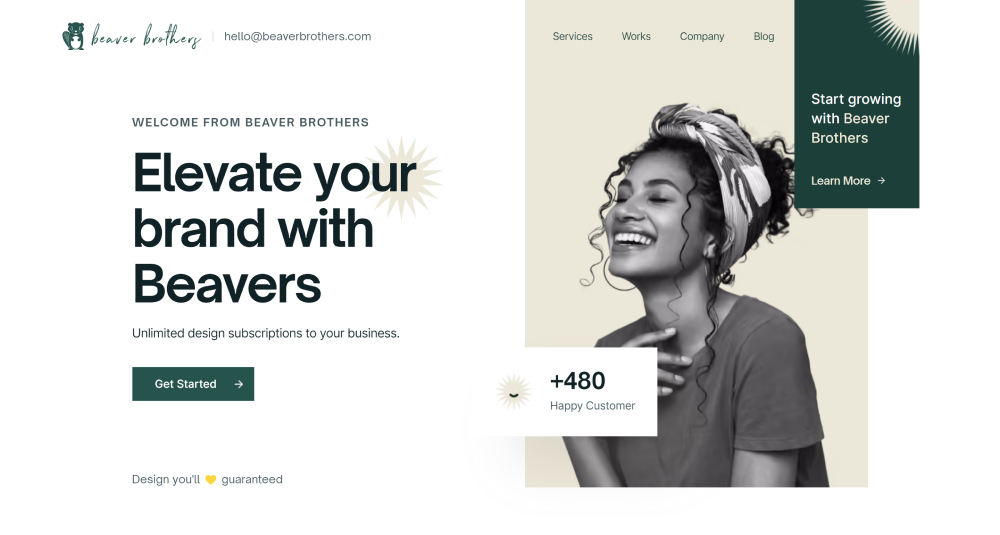 beaver brothers
hello@beaverbrothers.com
Services
Works
Company
Blog
Start growing
with Beaver
Brothers
Learn More
WELCOME FROM BEAVER BROTHERS
Elevate your
brand with
Beavers
Unlimited design subscriptions to your business.
Get Started
+480
Happy Customer
Design you'll 💛 guaranteed